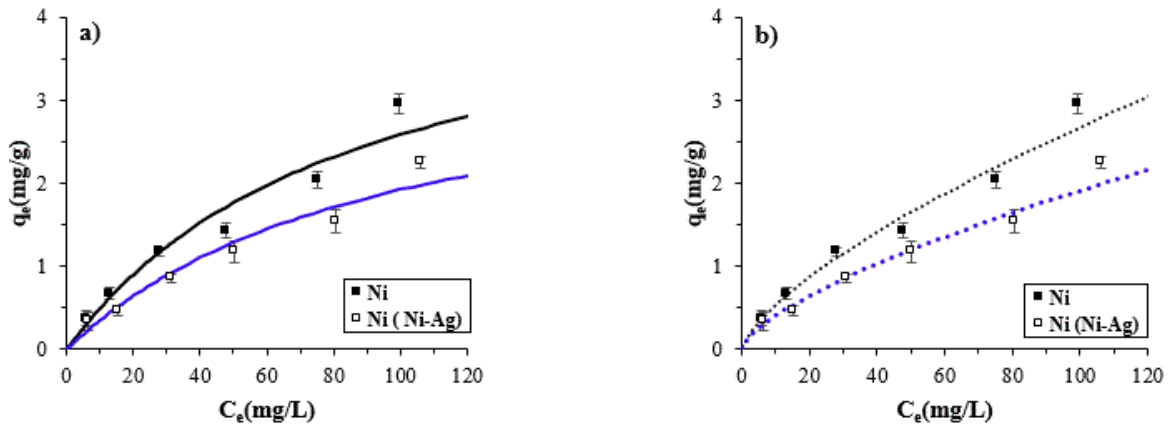 a)
4
3
2
1
0
qe(mg/g)
Ni
Ni ( Ni-Ag)
0 20 40 60 80 100 120
Ce(mg/L)
b)
4
3
2
1
0
qe(mg/g)
Ni
Ni (Ni-Ag)
0 20 40 60 80 100 120
Ce(mg/L)